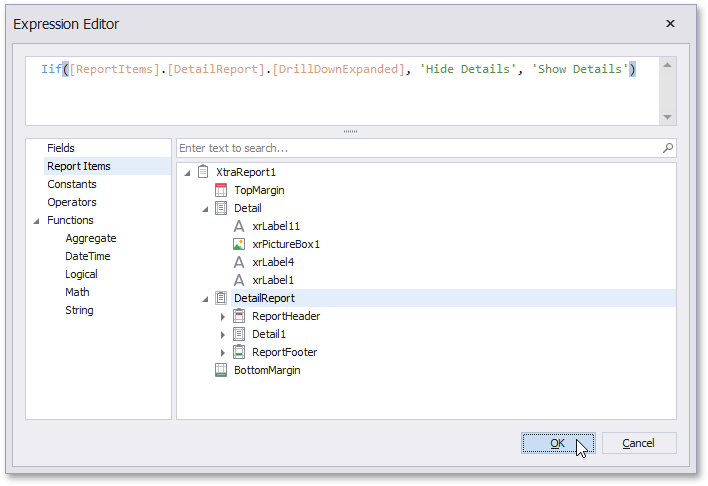 Expression Editor
Iif([ReportItems].[DetailReport].[DrillDownExpanded], 'Hide Details', 'Show Details')
Fields
Report Items
Constants
Operators
Functions
Aggregate
DateTime
Logical
Math
String
Enter text to search...
XtraReport1
TopMargin
Detail
xrLabel11
xrPictureBox1
xrLabel4
xrLabel1
DetailReport
ReportHeader
Detail1
ReportFooter
BottomMargin
OK
Cancel